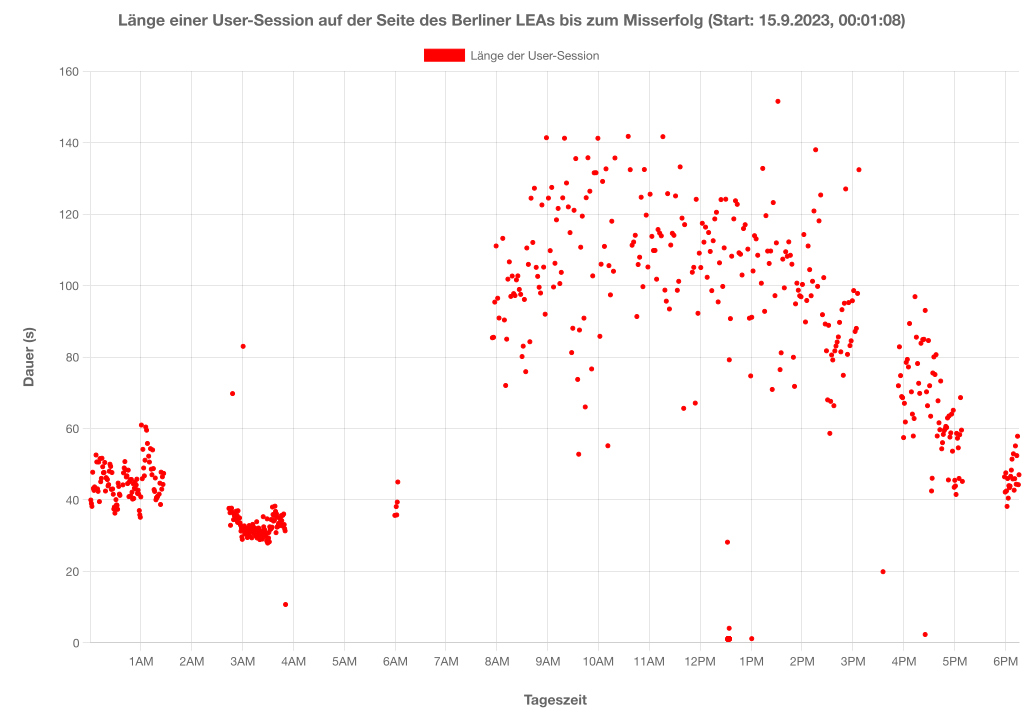 Länge einer User-Session auf der Seite des Berliner LEAs bis zum Misserfolg (Start: 15.9.2023, 00:01:08)
Länge der User-Session
160
140
120
100
80
60
40
20
0
Dauer (s)
1AM 2AM 3AM 4AM 5AM 6AM 7AM 8AM 9AM 10AM 11AM 12PM 1PM 2PM 3PM 4PM 5PM 6PM
Tageszeit